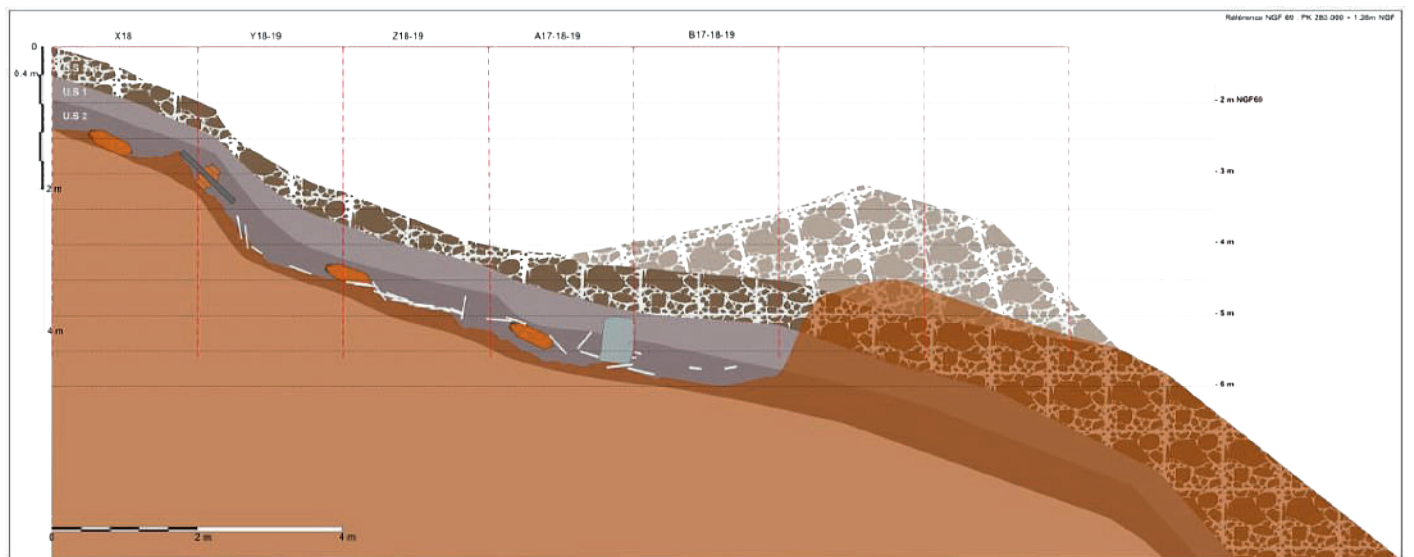 Référence NGF 69 : PK 283.000 + 1.38m NGF
X18 Y18-19 Z18-19 A17-18-19 B17-18-19
0
0.4 m
U.S 1
U.S 2
2 m
4 m
- 2 m NGF69
- 3 m
- 4 m
- 5 m
- 6 m
0 2 m 4 m